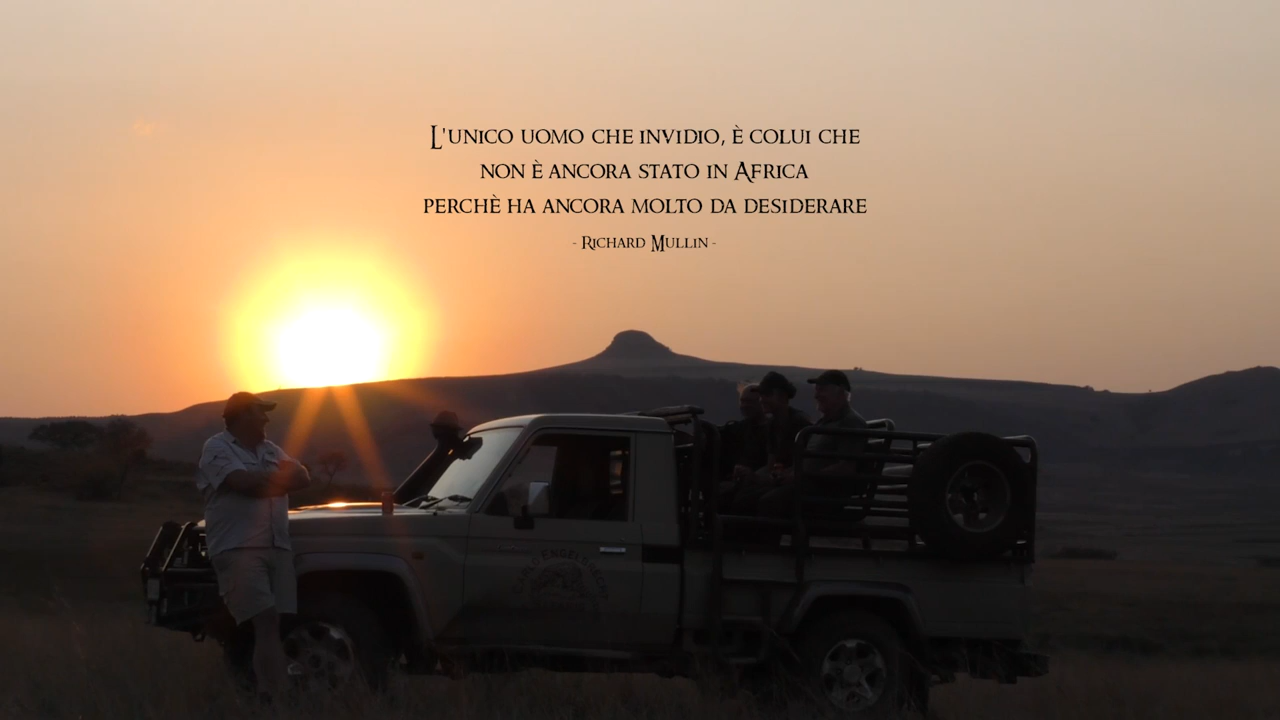 L'unico uomo che invidio, è colui che
non è ancora stato in Africa
perchè ha ancora molto da desiderare
- Richard Mullin -